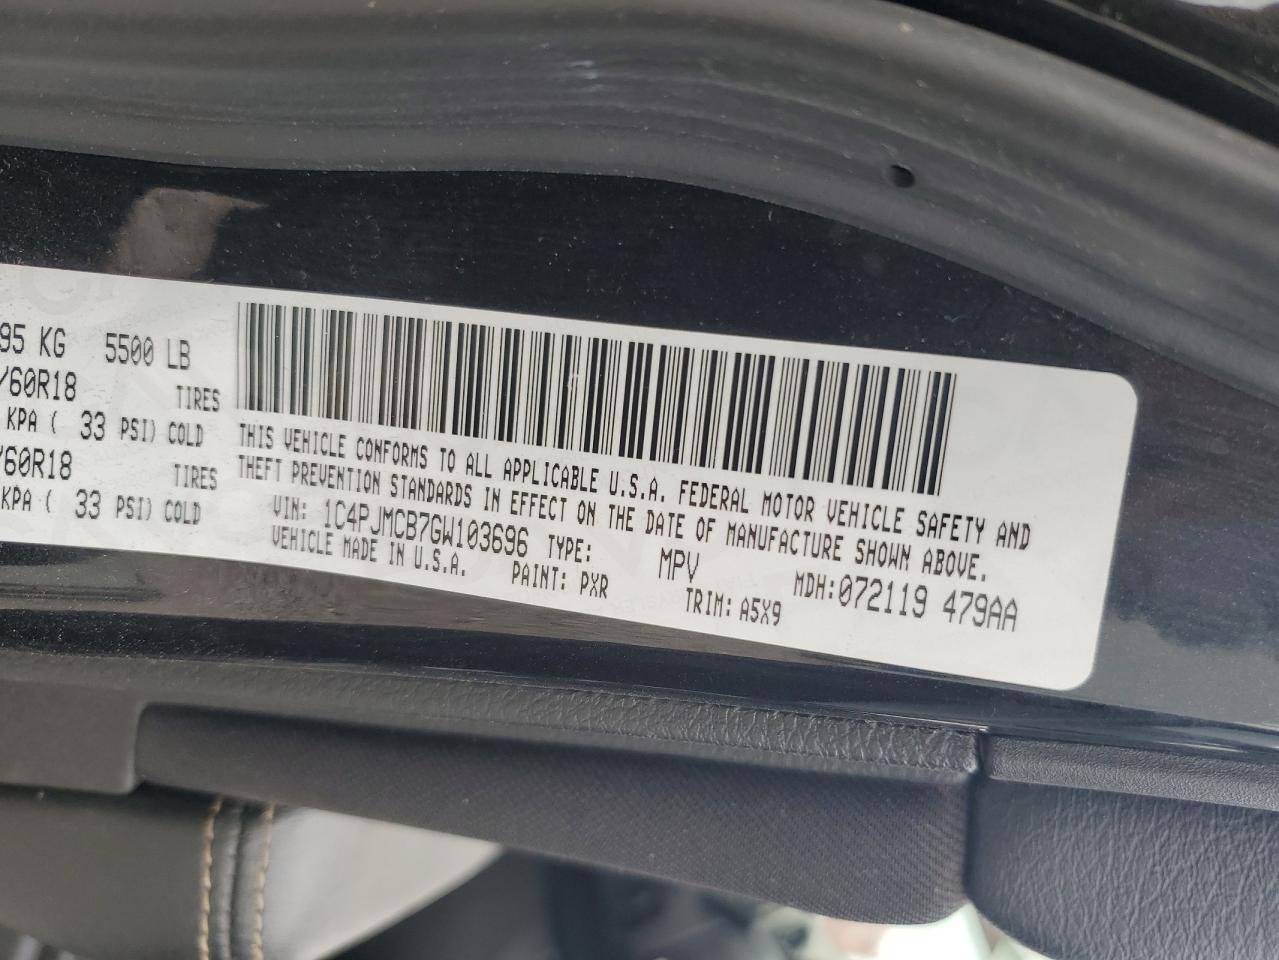 95 KG 5500 LB
/60R18 TIRES
KPA ( 33 PSI) COLD
/60R18 TIRES
KPA ( 33 PSI) COLD
THIS VEHICLE CONFORMS TO ALL APPLICABLE U.S.A. FEDERAL MOTOR VEHICLE SAFETY AND
THEFT PREVENTION STANDARDS IN EFFECT ON THE DATE OF MANUFACTURE SHOWN ABOVE.
VIN: 1C4PJMCB7GW103696 TYPE: MPV MDH:072119 479AA
VEHICLE MADE IN U.S.A. PAINT: PXR TRIM: A5X9